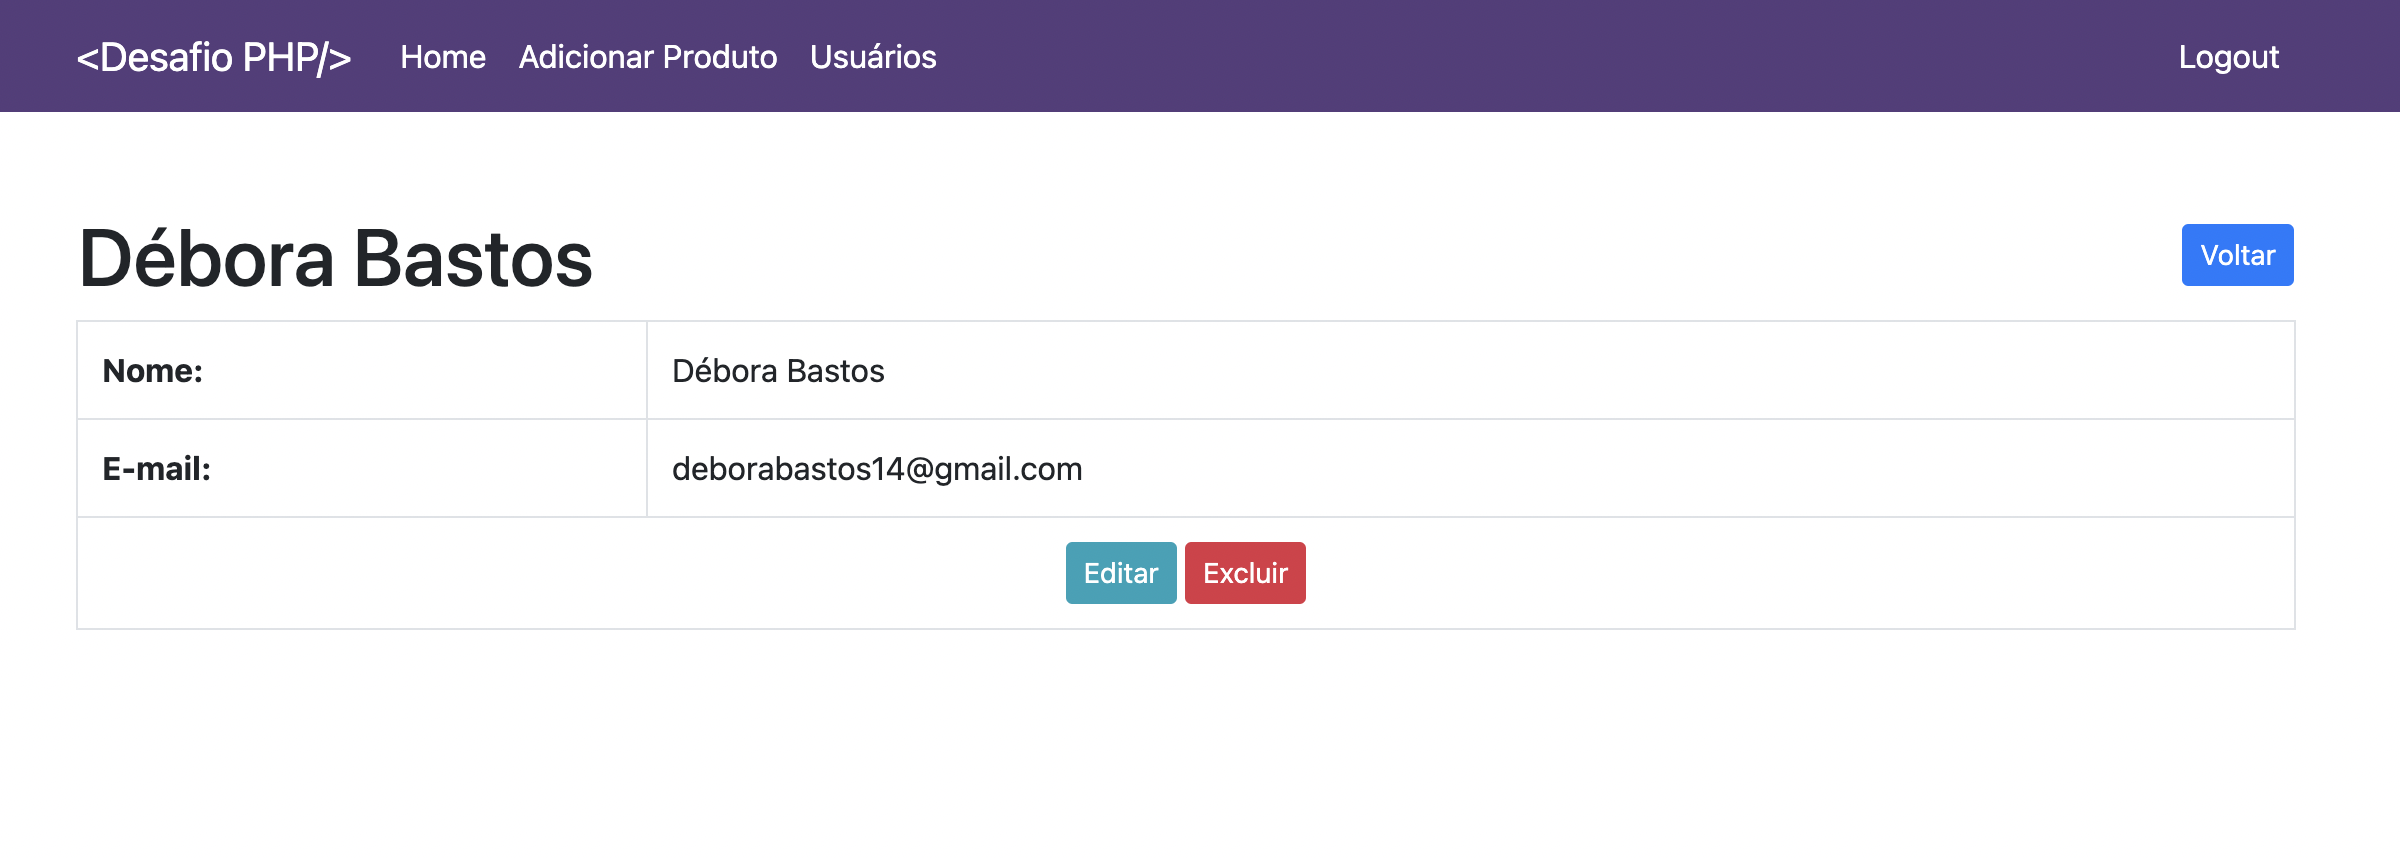 <Desafio PHP/> Home Adicionar Produto Usuários Logout
Débora Bastos Voltar
Nome: Débora Bastos
E-mail: deborabastos14@gmail.com
Editar Excluir